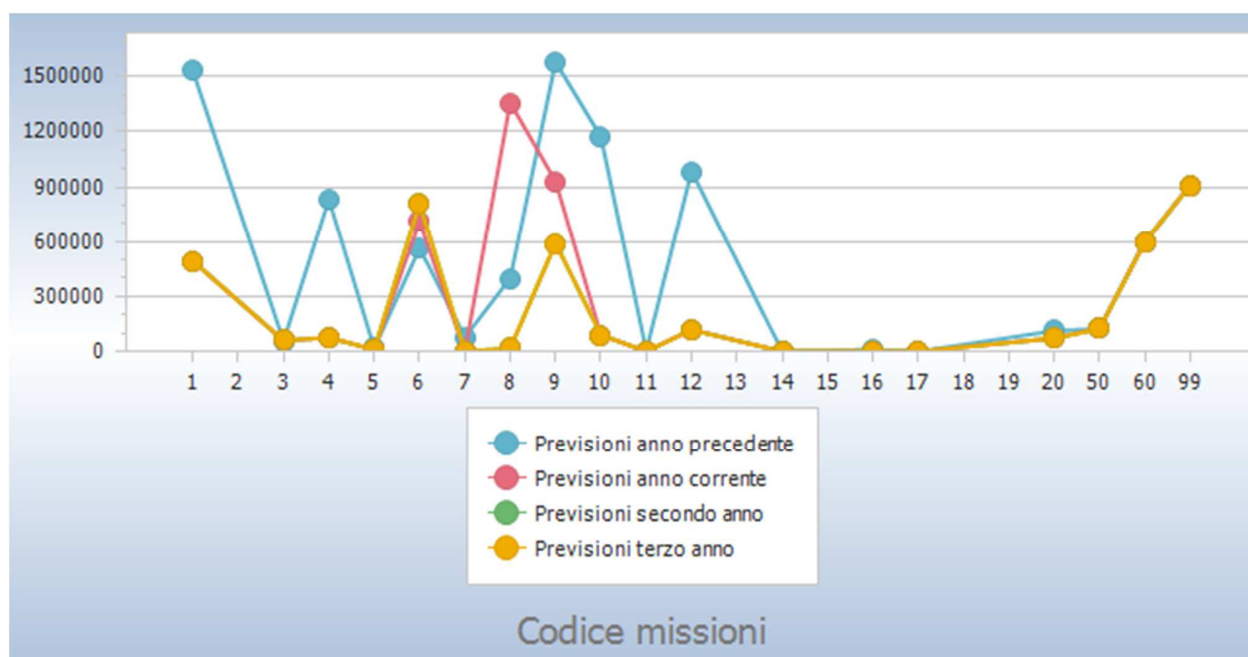 1500000
1200000
900000
600000
300000
0
1 2 3 4 5 6 7 8 9 10 11 12 13 14 15 16 17 18 19 20 50 60 99
Previsioni anno precedente
Previsioni anno corrente
Previsioni secondo anno
Previsioni terzo anno
Codice missioni